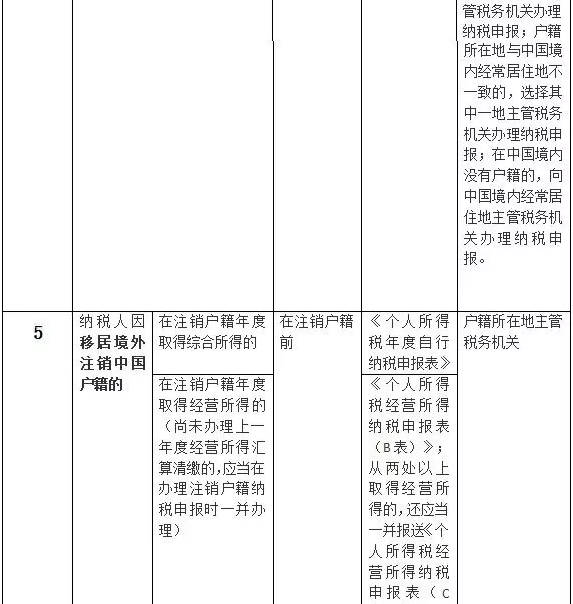 管税务机关办理
纳税申报；户籍
所在地与中国境
内经常居住地不
一致的，选择其
中一地主管税务
机关办理纳税申
报；在中国境内
没有户籍的，向
中国境内经常居
住地主管税务机
关办理纳税申
报。
5
纳税人因
移居境外
注销中国
户籍的
在注销户籍年度
取得综合所得的
在注销户籍
前
《个人所得
税年度自行
纳税申报表》
户籍所在地主管
税务机关
在注销户籍年度
取得经营所得的
（尚未办理上一
年度经营所得汇
算清缴的，应当在
办理注销户籍纳
税申报时一并办
理）
《个人所得
税经营所得
纳税申报表
（B表）》；
从两处以上
取得经营所
得的，还应当
一并报送《个
人所得税经
营所得纳税
申报表（C